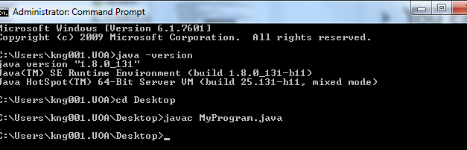 Administrator: Command Prompt
Microsoft Windows [Version 6.1.7601]
Copyright (c) 2009 Microsoft Corporation.  All rights reserved.
C:\Users\kng001.UOA>java -version
java version "1.8.0_131"
Java(TM) SE Runtime Environment (build 1.8.0_131-b11)
Java HotSpot(TM) 64-Bit Server VM (build 25.131-b11, mixed mode)
C:\Users\kng001.UOA>cd Desktop
C:\Users\kng001.UOA\Desktop>javac MyProgram.java
C:\Users\kng001.UOA\Desktop>_